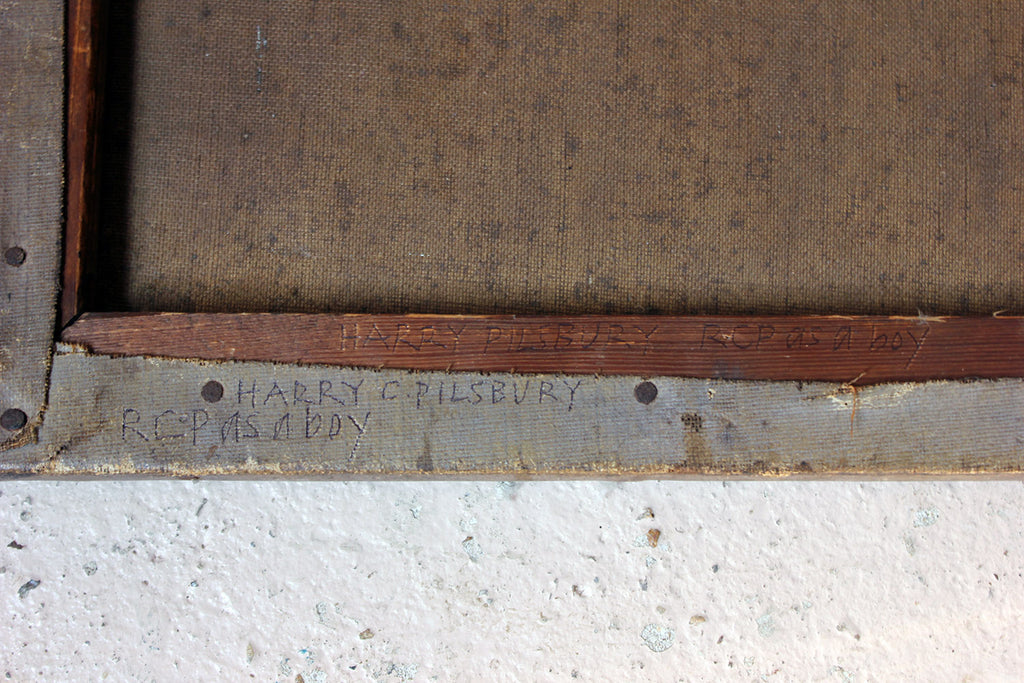 HARRY PILSBURY RCP as a boy
HARRY C. PILSBURY
RCP as a boy